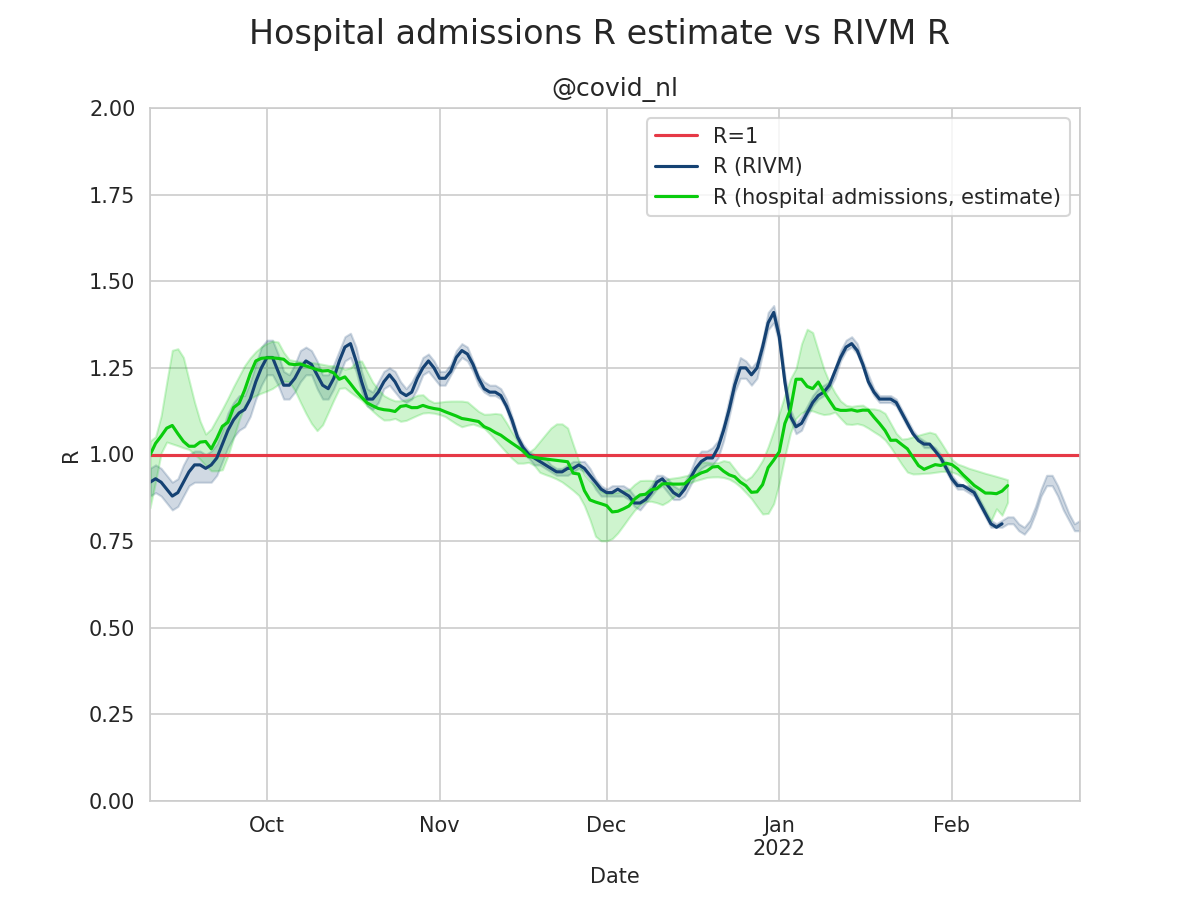 Hospital admissions R estimate vs RIVM R
@covid_nl
R=1
R (RIVM)
R (hospital admissions, estimate)
2.00
1.75
1.50
1.25
1.00
0.75
0.50
0.25
0.00
R
Oct Nov Dec Jan Feb
2022
Date